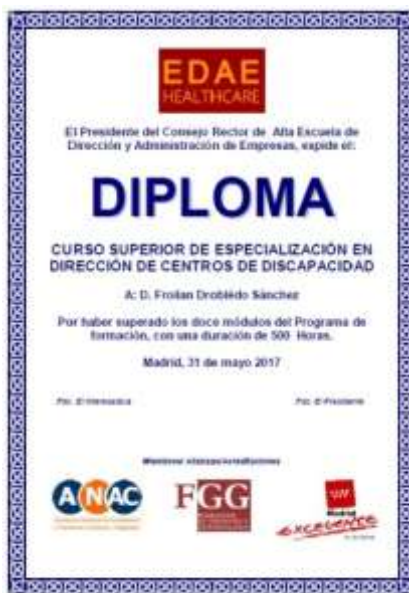 EDAE
HEALTHCARE
El Presidente del Consejo Rector de Alta Escuela de
Dirección y Administración de Empresas, expide el:
DIPLOMA
CURSO SUPERIOR DE ESPECIALIZACIÓN EN
DIRECCIÓN DE CENTROS DE DISCAPACIDAD
A: D. Froilan Droblédo Sánchez
Por haber superado los doce módulos del Programa de
formación, con una duración de 500 Horas.
Madrid, 31 de mayo 2017
Fdo. El Presidente
ANAC
FGG
Madrid
excelente